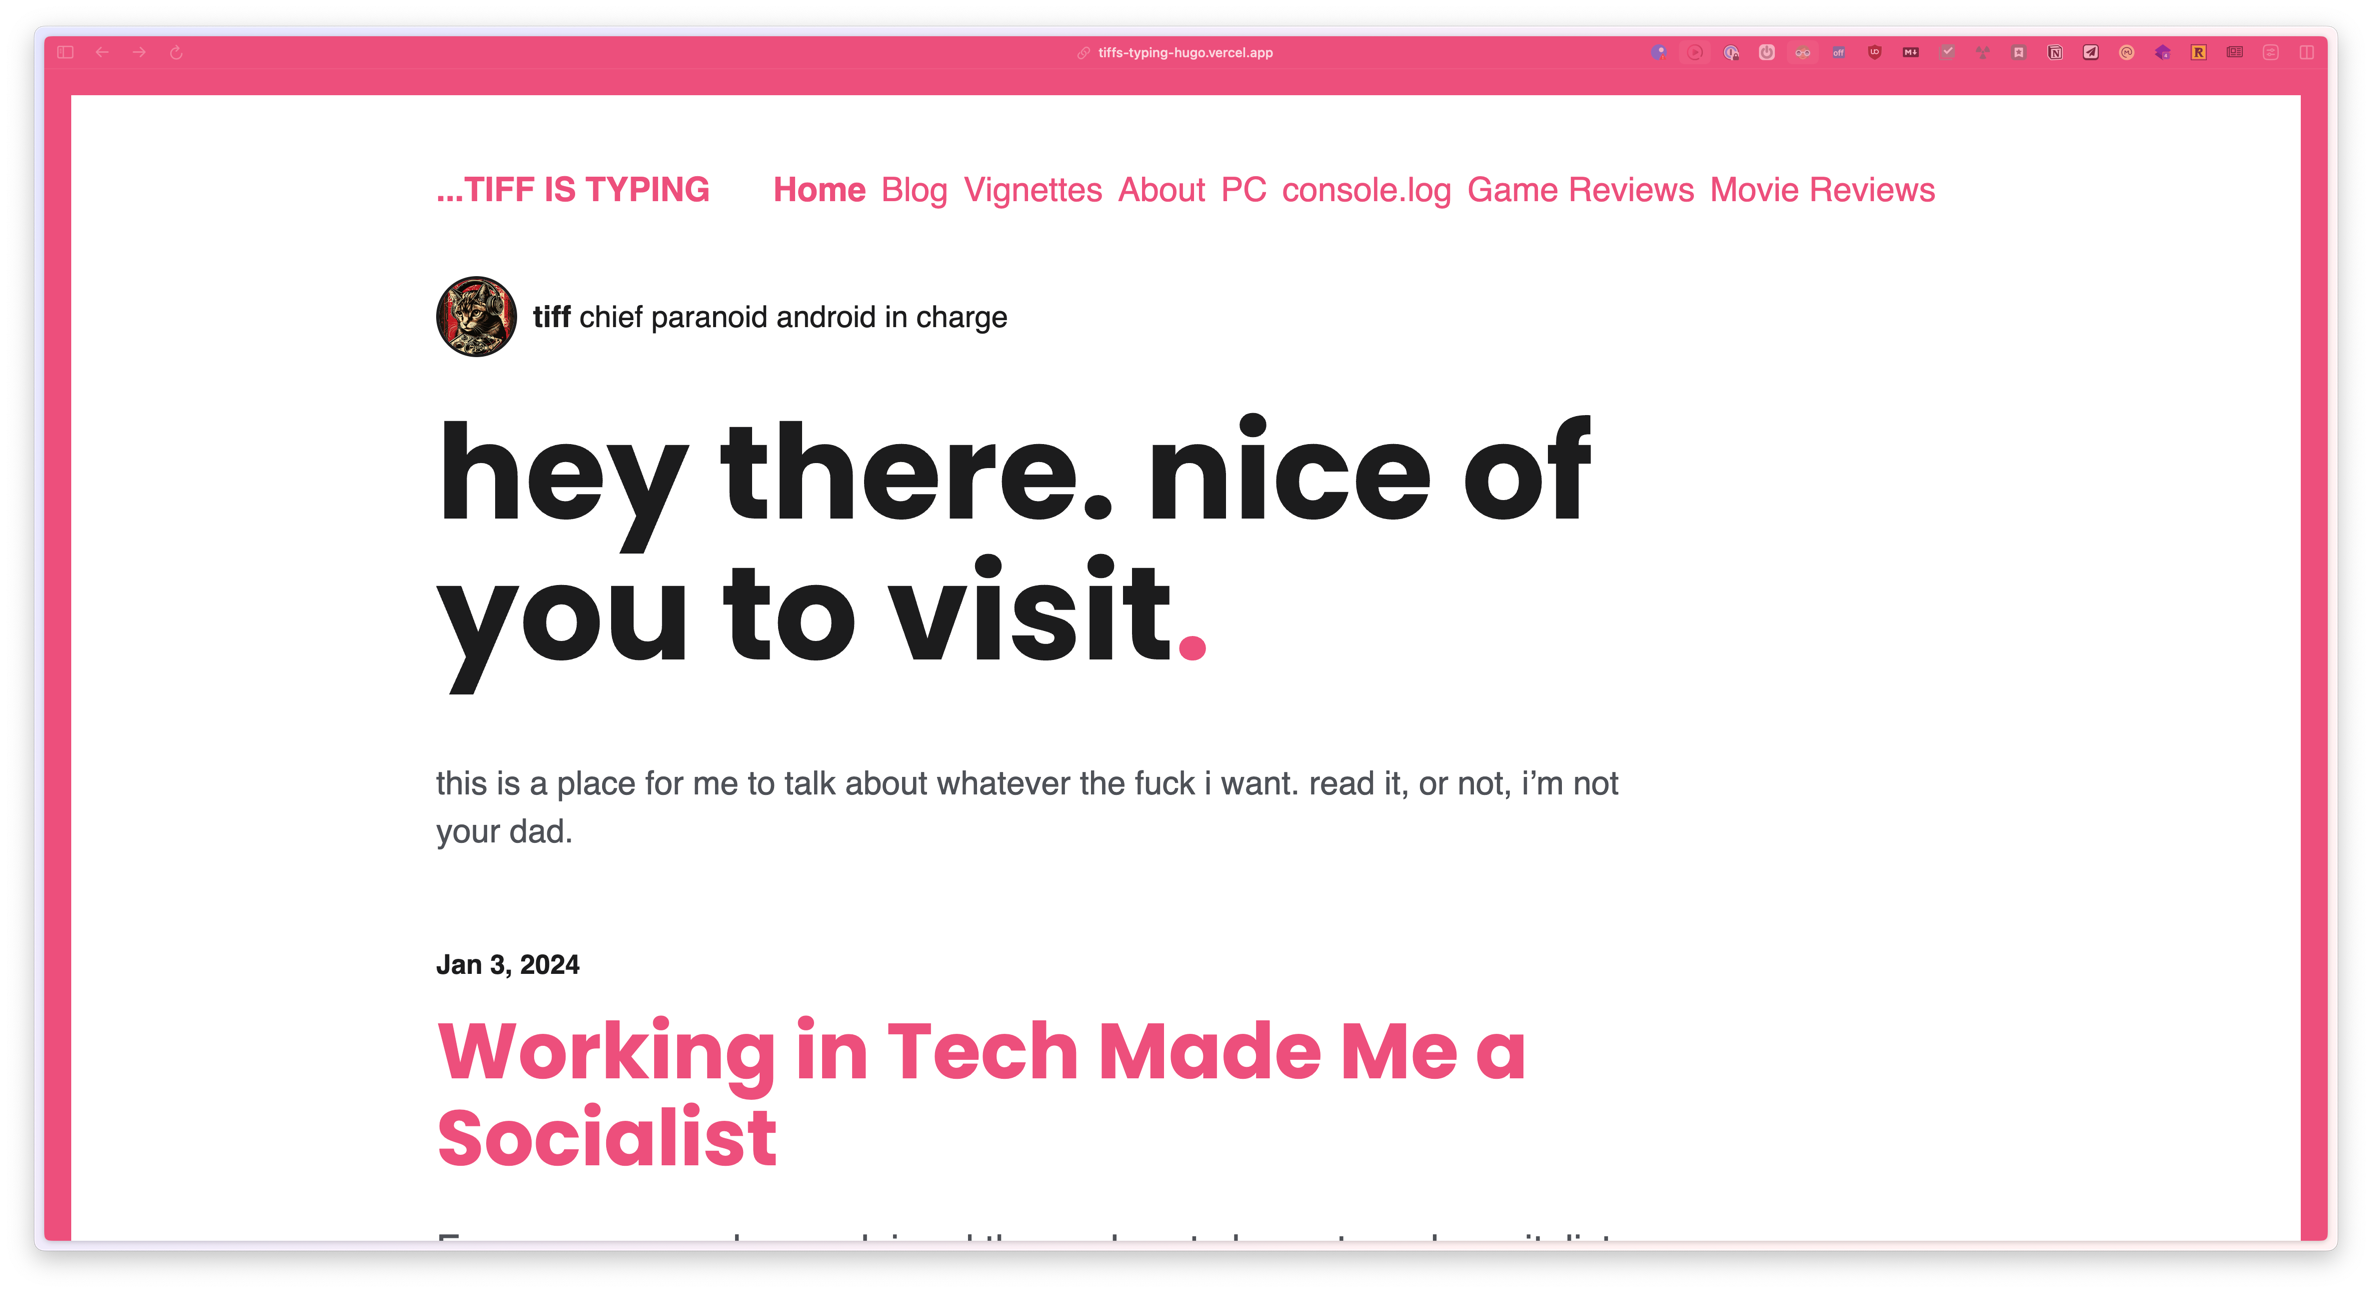 tiffs-typing-hugo.vercel.app
...TIFF IS TYPING Home Blog Vignettes About PC console.log Game Reviews Movie Reviews
tiff chief paranoid android in charge
hey there. nice of
you to visit.
this is a place for me to talk about whatever the fuck i want. read it, or not, i’m not
your dad.
Jan 3, 2024
Working in Tech Made Me a
Socialist